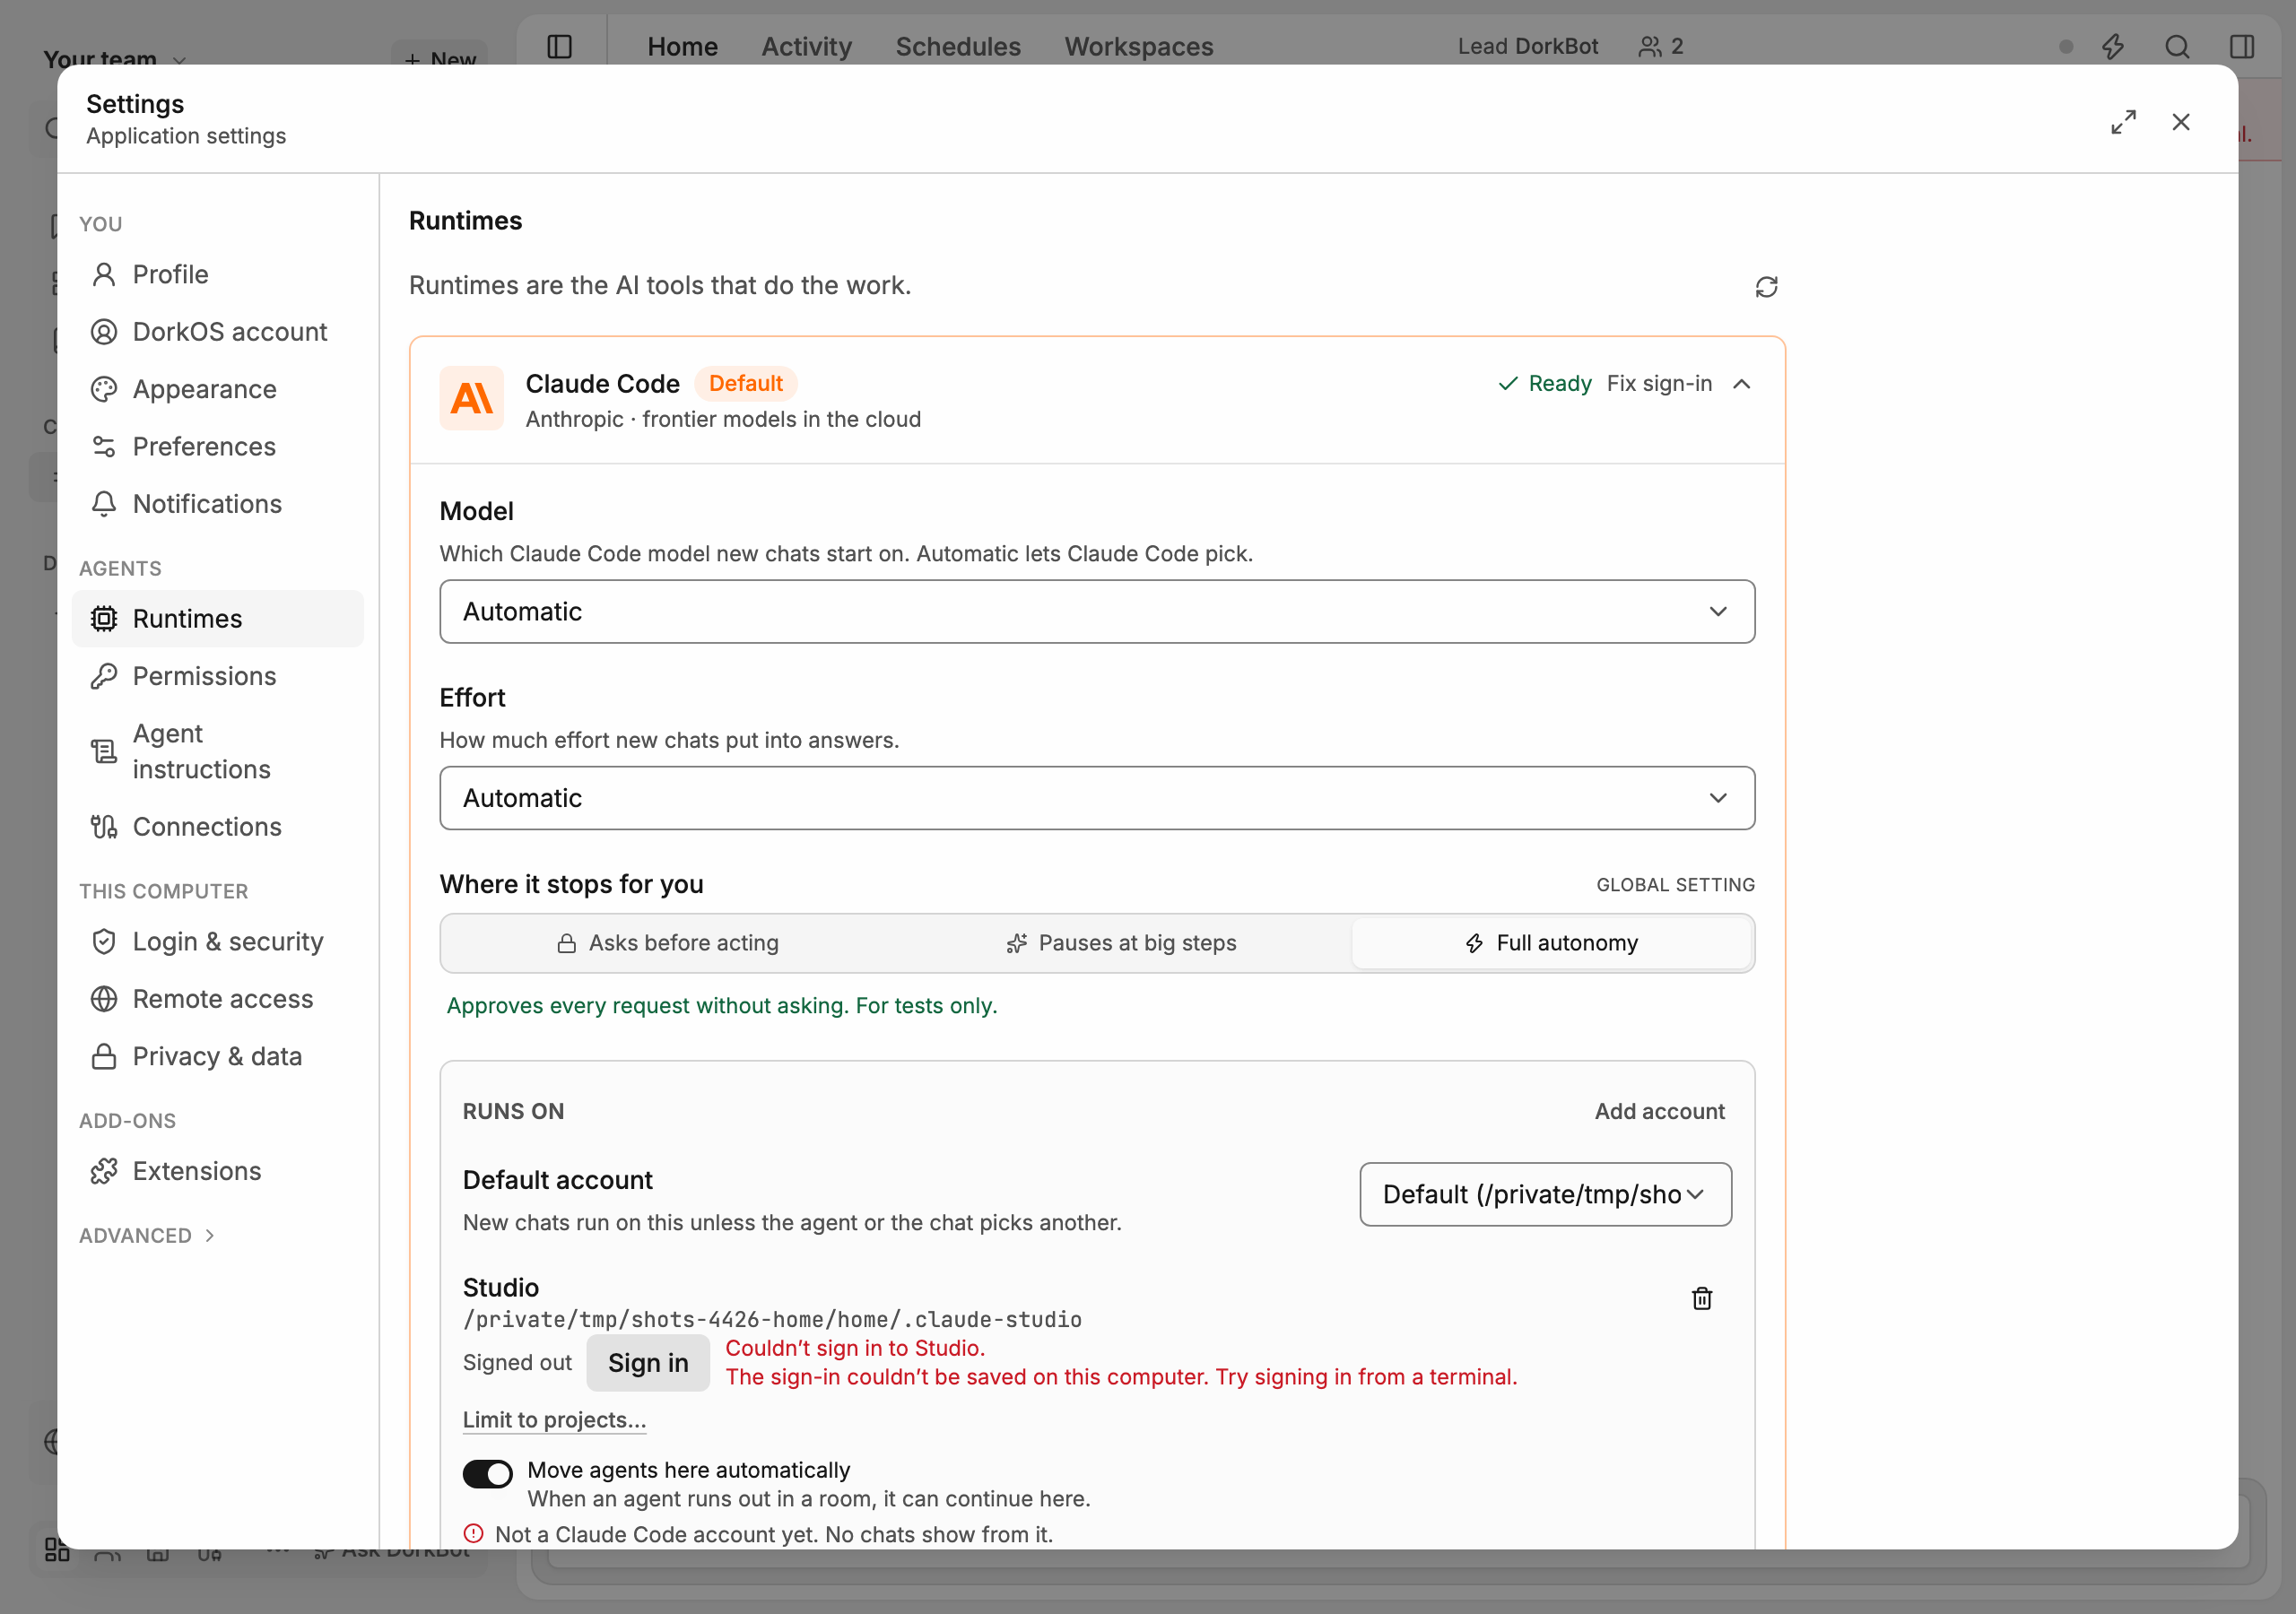 Your team
New
Home
Activity
Schedules
Workspaces
Lead DorkBot
2
Settings
Application settings
YOU
Profile
DorkOS account
Appearance
Preferences
Notifications
AGENTS
Runtimes
Permissions
Agent
instructions
Connections
THIS COMPUTER
Login & security
Remote access
Privacy & data
ADD-ONS
Extensions
ADVANCED
Runtimes
Runtimes are the AI tools that do the work.
Claude Code
Default
Ready
Fix sign-in
Anthropic · frontier models in the cloud
Model
Which Claude Code model new chats start on. Automatic lets Claude Code pick.
Automatic
Effort
How much effort new chats put into answers.
Automatic
Where it stops for you
GLOBAL SETTING
Asks before acting
Pauses at big steps
Full autonomy
Approves every request without asking. For tests only.
RUNS ON
Add account
Default account
Default (/private/tmp/sho
New chats run on this unless the agent or the chat picks another.
Studio
/private/tmp/shots-4426-home/home/.claude-studio
Signed out
Sign in
Couldn’t sign in to Studio.
The sign-in couldn’t be saved on this computer. Try signing in from a terminal.
Limit to projects...
Move agents here automatically
When an agent runs out in a room, it can continue here.
Not a Claude Code account yet. No chats show from it.
Ask DorkBot